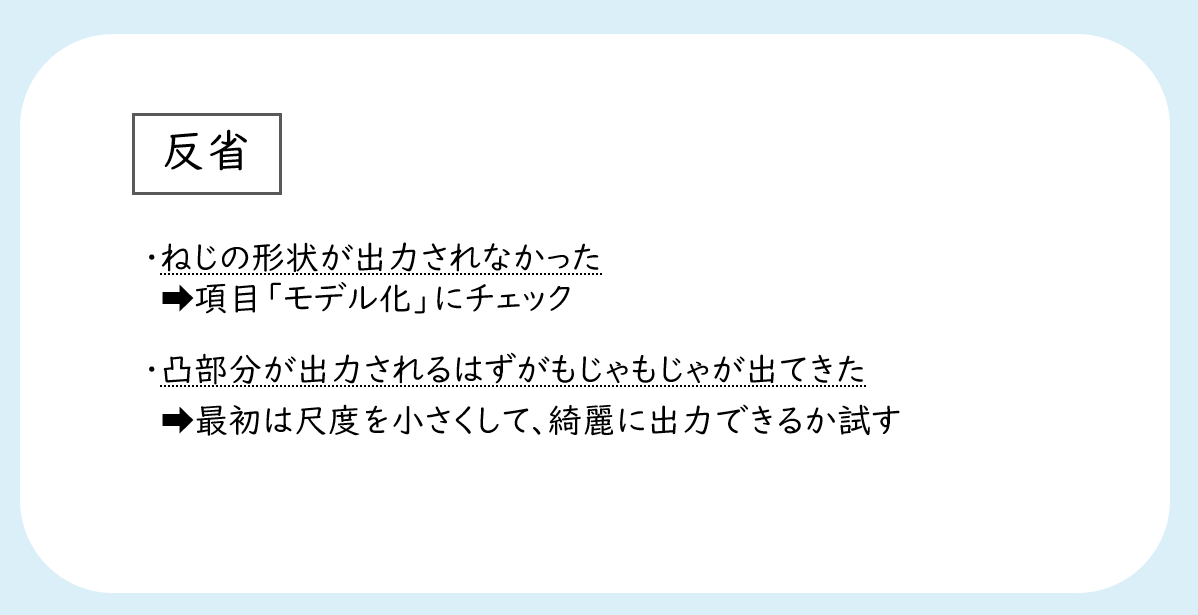 反省
・ねじの形状が出力されなかった
➡項目「モデル化」にチェック
・凸部分が出力されるはずがもじゃもじゃが出てきた
➡最初は尺度を小さくして、綺麗に出力できるか試す